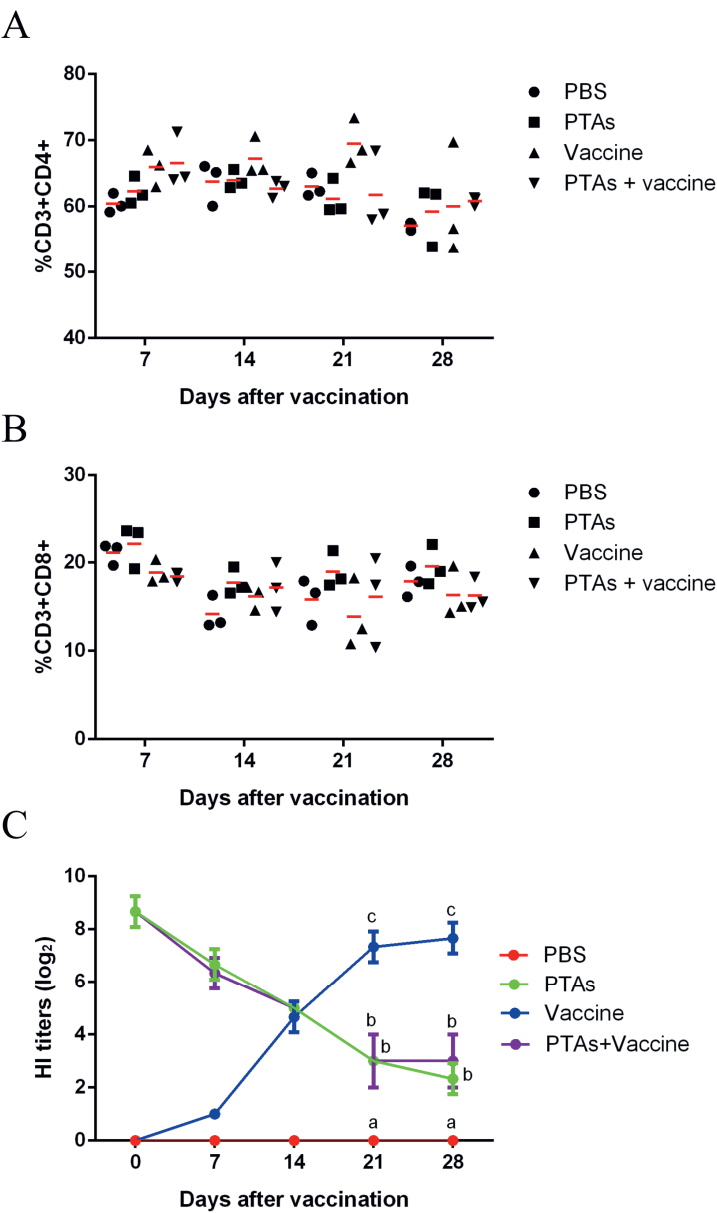 A
80
70
60
50
40
%CD3+CD4+
7 14 21 28
Days after vaccination
PBS
PTAs
Vaccine
PTAs + vaccine
B
30
20
10
0
%CD3+CD8+
7 14 21 28
Days after vaccination
PBS
PTAs
Vaccine
PTAs + vaccine
C
10
8
6
4
2
0
HI titers (log₂)
c c
b b
b b
a a
0 7 14 21 28
Days after vaccination
PBS
PTAs
Vaccine
PTAs+Vaccine